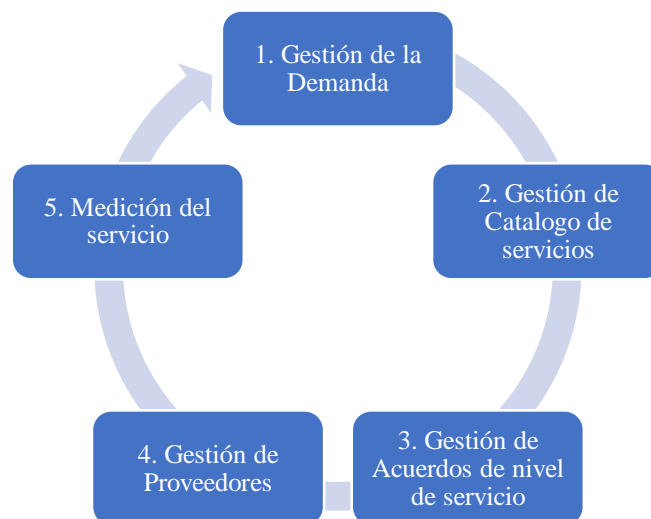 1. Gestión de la
Demanda
2. Gestión de
Catalogo de
servicios
3. Gestión de
Acuerdos de nivel
de servicio
4. Gestión de
Proveedores
5. Medición del
servicio